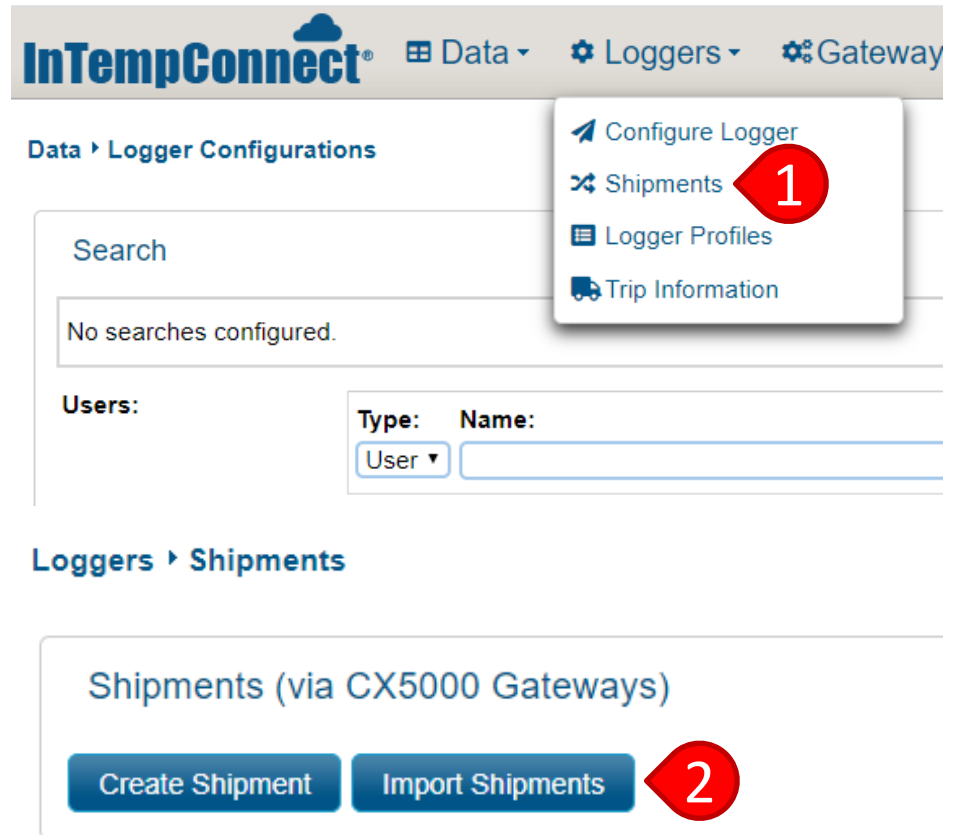 InTempConnect® Data Loggers Gateway
Configure Logger
Data Logger Configurations
Shipments 1
Logger Profiles
Search
Trip Information
No searches configured.
Users:
Type: Name:
User
Loggers Shipments
Shipments (via CX5000 Gateways)
Create Shipment Import Shipments 2